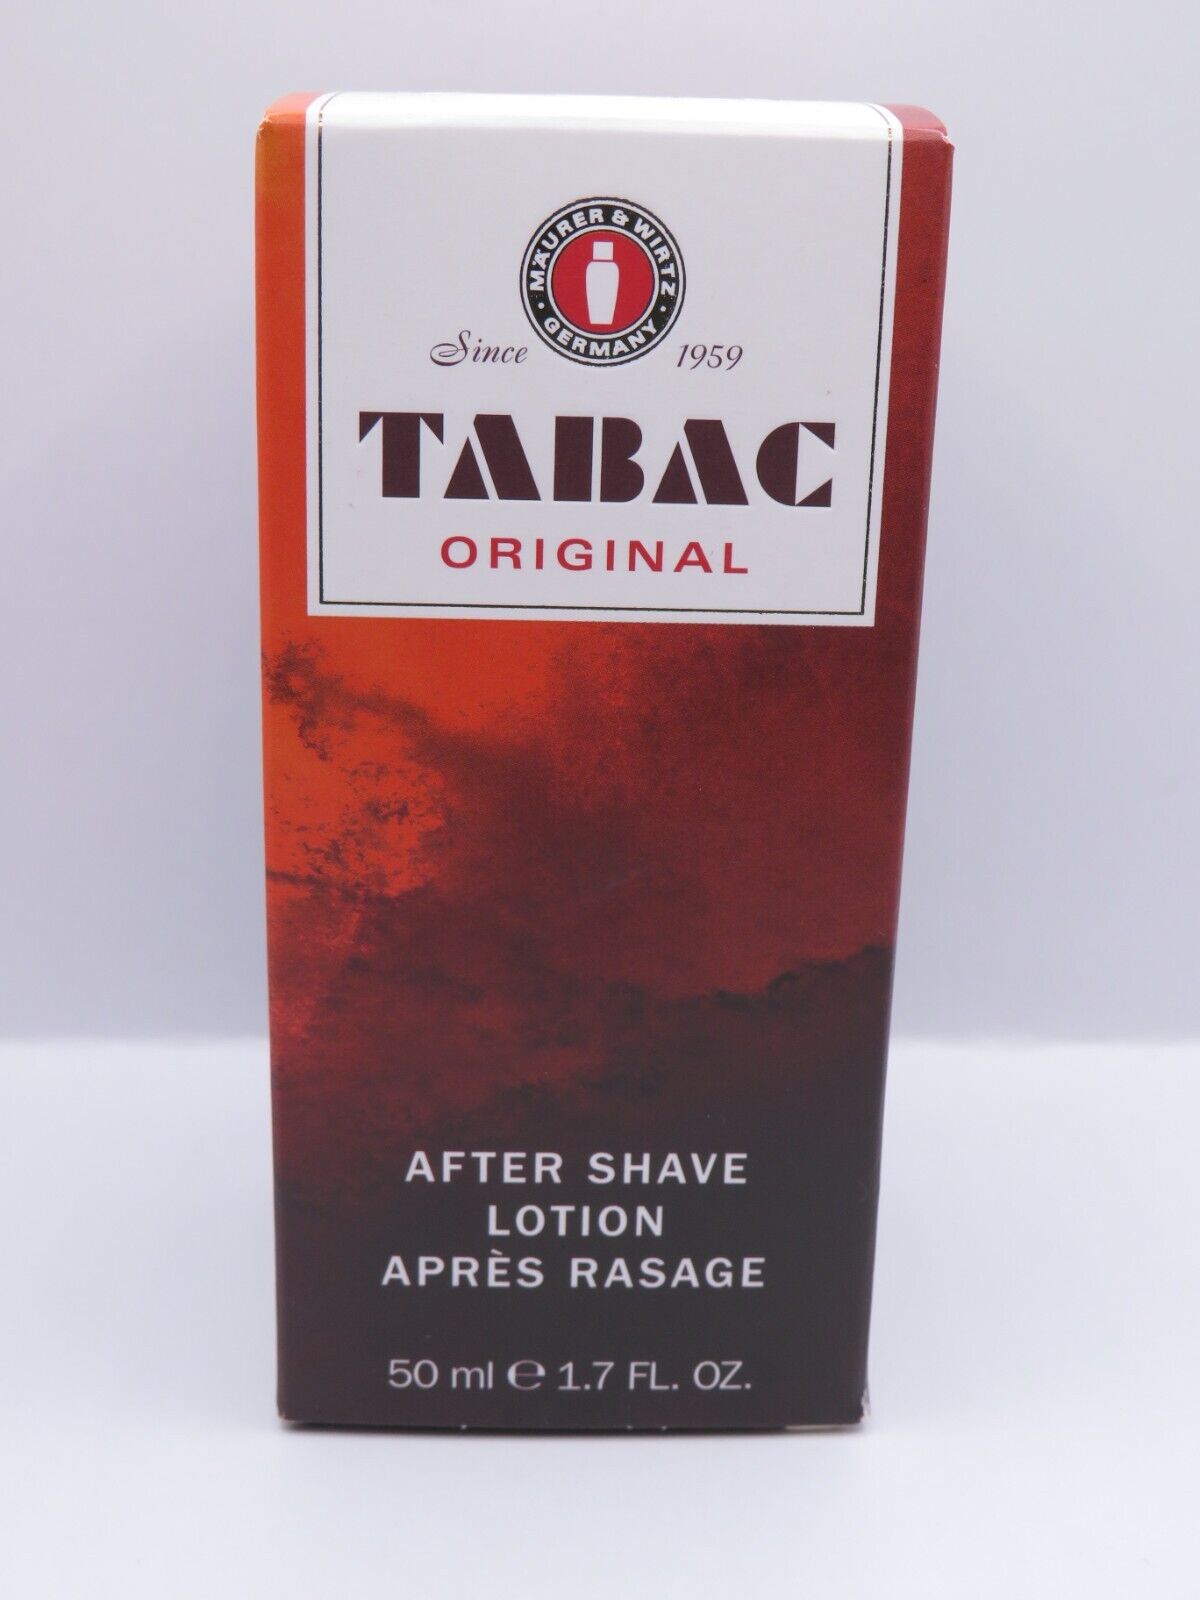 MÄURER & WIRTZ
· GERMANY ·
Since 1959
TABAC
ORIGINAL
AFTER SHAVE
LOTION
APRÈS RASAGE
50 ml ℮ 1.7 FL. OZ.